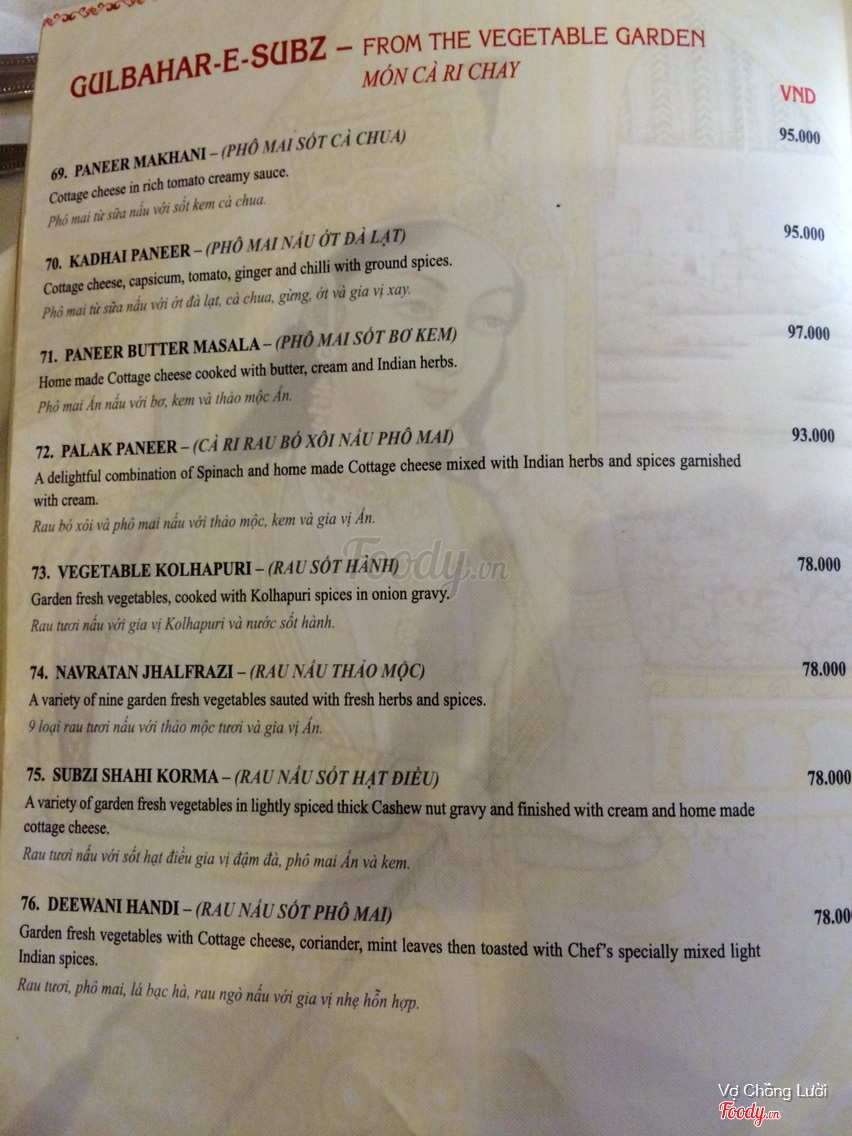 GULBAHAR-E-SUBZ – FROM THE VEGETABLE GARDEN
MÓN CÀ RI CHAY
VND
69. PANEER MAKHANI – (PHÔ MAI SỐT CÀ CHUA) 95.000
Cottage cheese in rich tomato creamy sauce.
Phô mai từ sữa nấu với sốt kem cà chua.
70. KADHAI PANEER – (PHÔ MAI NẤU ỚT ĐÀ LẠT) 95.000
Cottage cheese, capsicum, tomato, ginger and chilli with ground spices.
Phô mai từ sữa nấu với ớt đà lạt, cà chua, gừng, ớt và gia vị xay.
71. PANEER BUTTER MASALA – (PHÔ MAI SỐT BƠ KEM) 97.000
Home made Cottage cheese cooked with butter, cream and Indian herbs.
Phô mai Ấn nấu với bơ, kem và thảo mộc Ấn.
72. PALAK PANEER – (CÀ RI RAU BÓ XÔI NẤU PHÔ MAI) 93.000
A delightful combination of Spinach and home made Cottage cheese mixed with Indian herbs and spices garnished
with cream.
Rau bó xôi và phô mai nấu với thảo mộc, kem và gia vị Ấn.
73. VEGETABLE KOLHAPURI – (RAU SỐT HÀNH) 78.000
Garden fresh vegetables, cooked with Kolhapuri spices in onion gravy.
Rau tươi nấu với gia vị Kolhapuri và nước sốt hành.
74. NAVRATAN JHALFRAZI – (RAU NẤU THẢO MỘC) 78.000
A variety of nine garden fresh vegetables sauted with fresh herbs and spices.
9 loại rau tươi nấu với thảo mộc tươi và gia vị Ấn.
75. SUBZI SHAHI KORMA – (RAU NẤU SỐT HẠT ĐIỀU) 78.000
A variety of garden fresh vegetables in lightly spiced thick Cashew nut gravy and finished with cream and home made
cottage cheese.
Rau tươi nấu với sốt hạt điều gia vị đậm đà, phô mai Ấn và kem.
76. DEEWANI HANDI – (RAU NẤU SỐT PHÔ MAI) 78.00
Garden fresh vegetables with Cottage cheese, coriander, mint leaves then toasted with Chef's specially mixed light
Indian spices.
Rau tươi, phô mai, lá bạc hà, rau ngò nấu với gia vị nhẹ hỗn hợp.
Foody.vn
Vợ Chồng Lười
Foody.vn